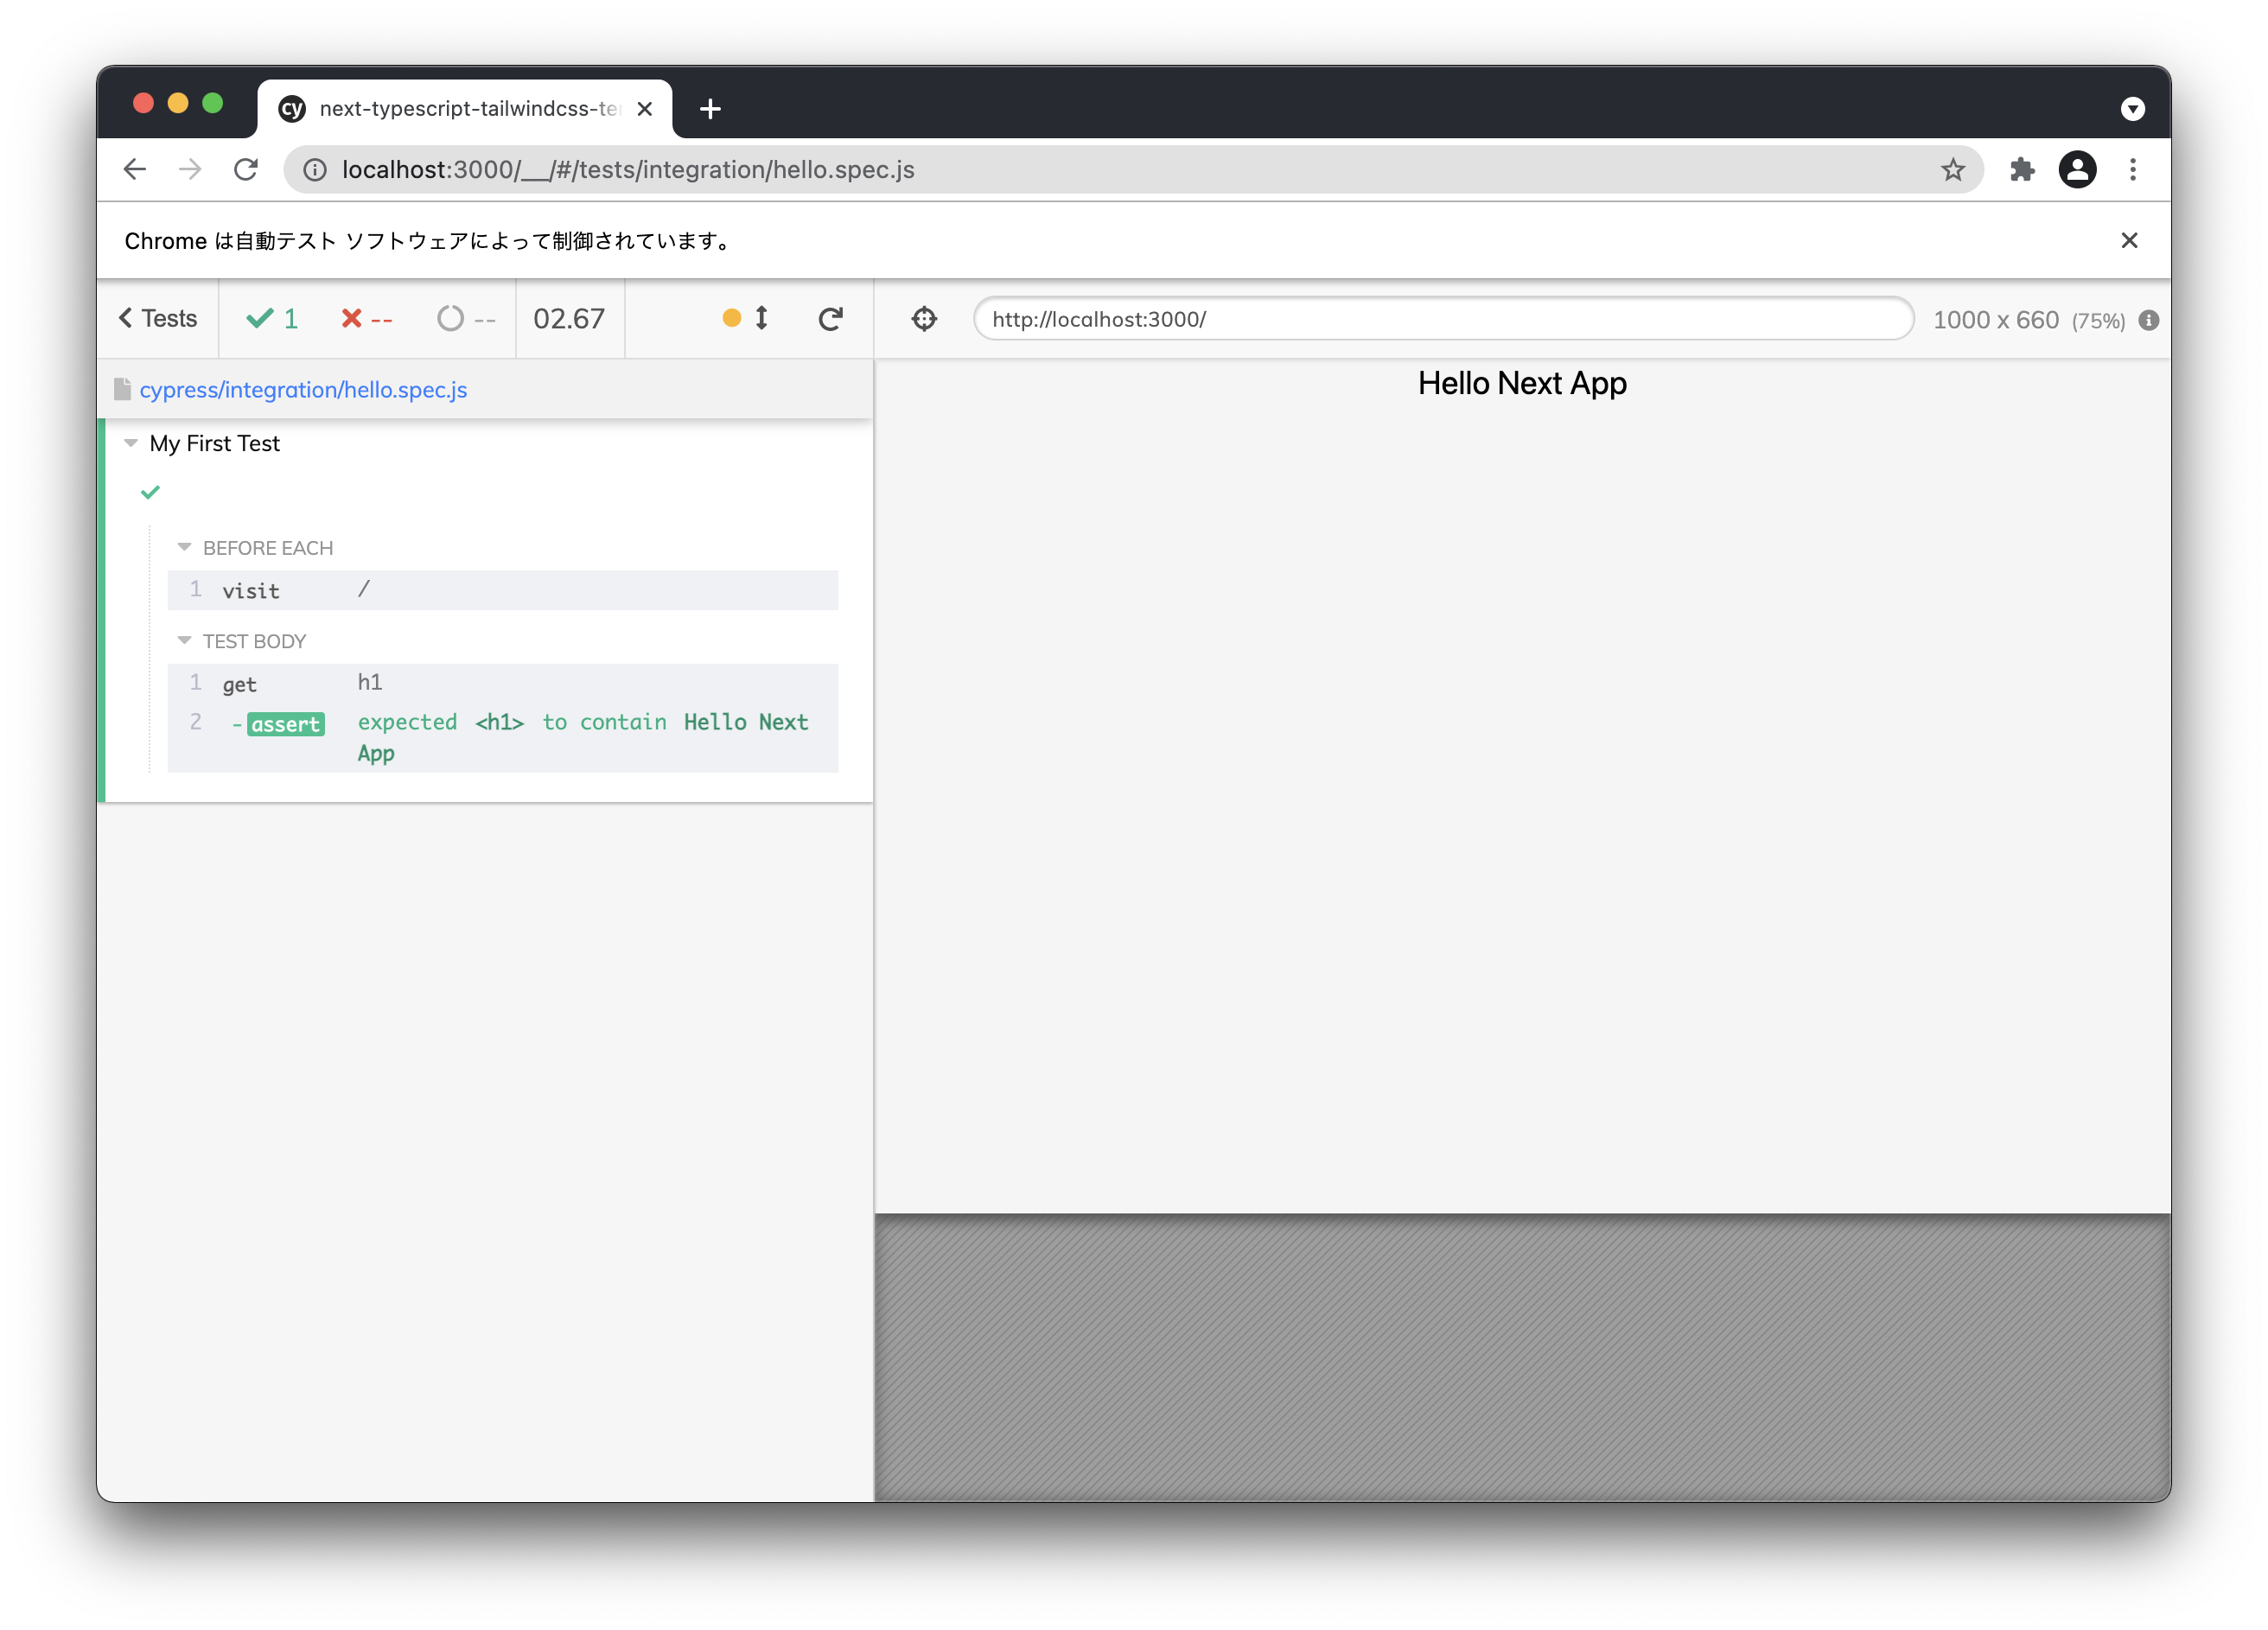 cy next-typescript-tailwindcss-te
localhost:3000/__/#/tests/integration/hello.spec.js
Chrome は自動テスト ソフトウェアによって制御されています。
Tests 1 -- -- 02.67 http://localhost:3000/ 1000 x 660 (75%)
cypress/integration/hello.spec.js
Hello Next App
My First Test
BEFORE EACH
1 visit /
TEST BODY
1 get h1
2 -assert expected <h1> to contain Hello Next
App